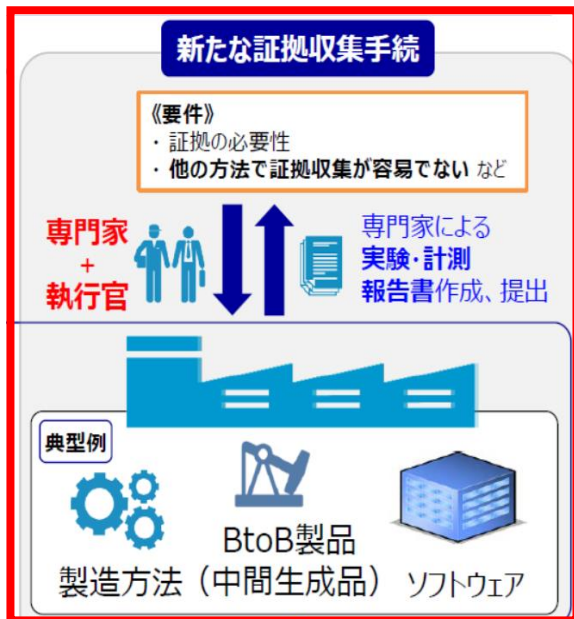 新たな証拠収集手続
《要件》
・証拠の必要性
・他の方法で証拠収集が容易でない など
専門家
+
執行官
専門家による
実験・計測
報告書作成、提出
典型例
BtoB製品
製造方法（中間生成品）
ソフトウェア